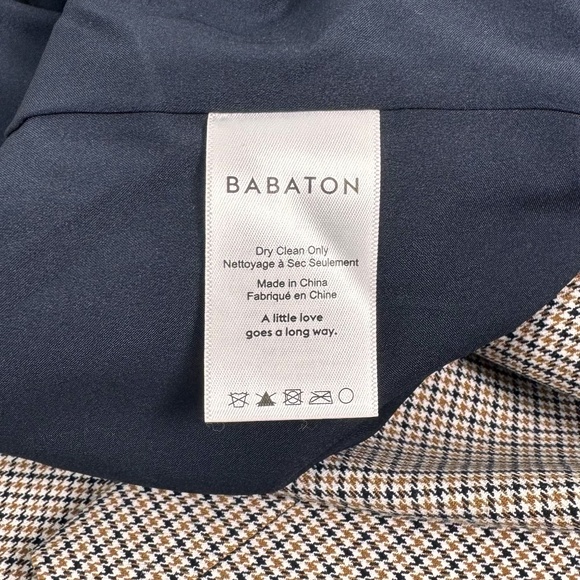 BABATON
Dry Clean Only
Nettoyage à Sec Seulement
Made in China
Fabriqué en Chine
A little love
goes a long way.